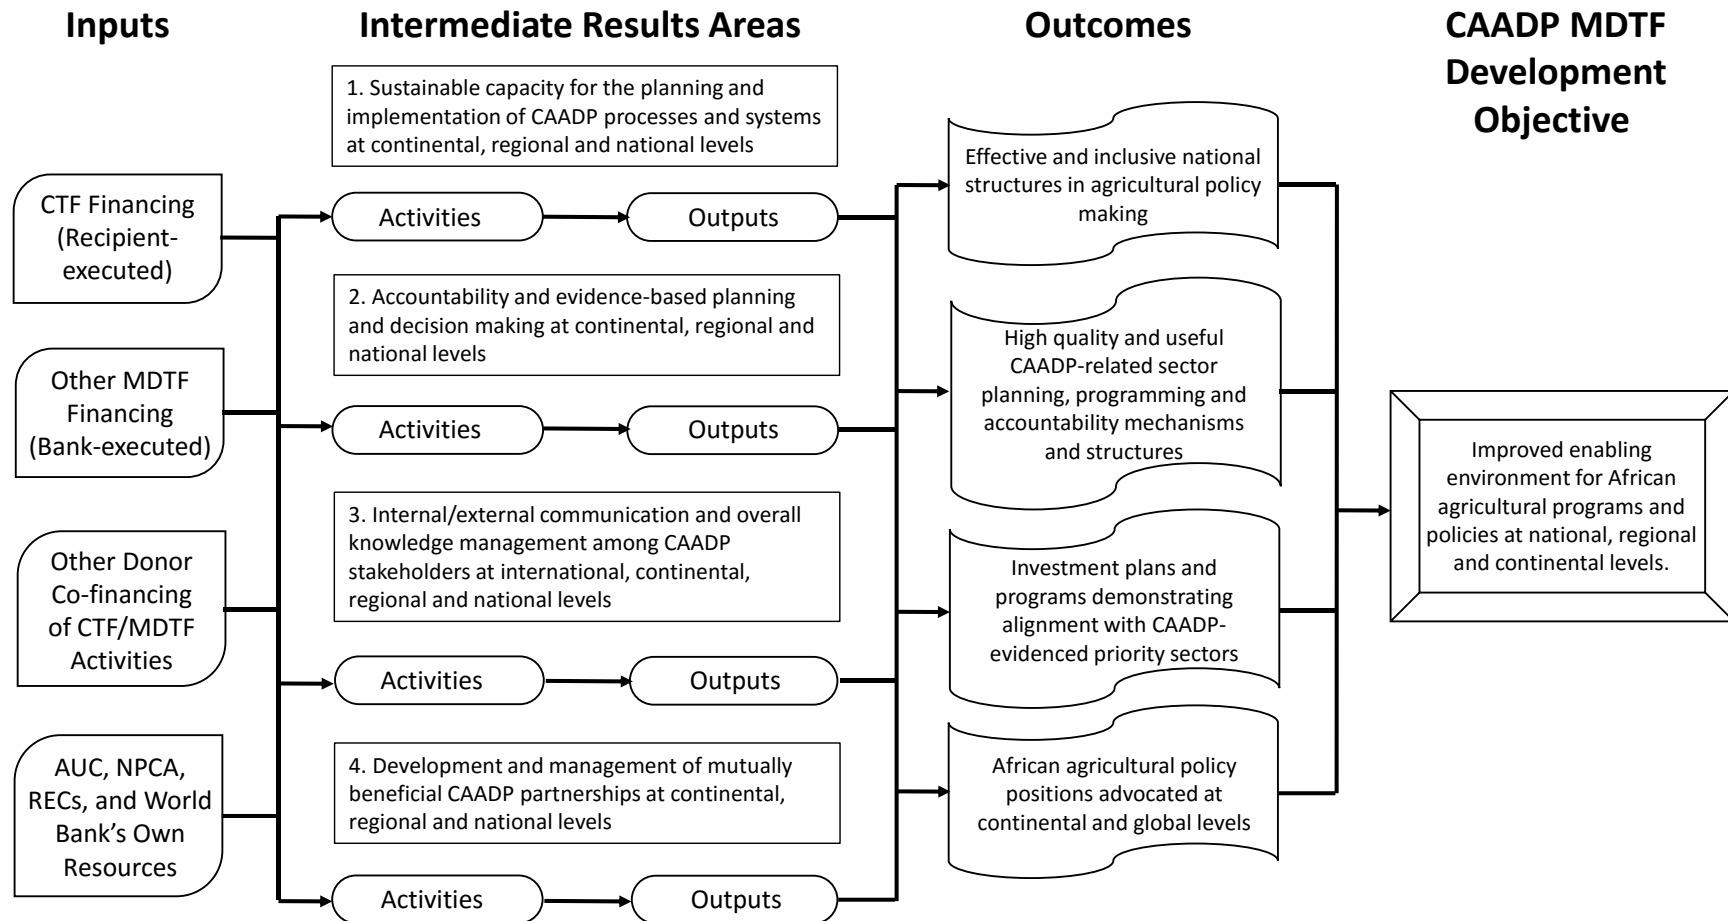 Inputs
Intermediate Results Areas
Outcomes
CAADP MDTF
Development
Objective
CTF Financing
(Recipient-
executed)
Other MDTF
Financing
(Bank-executed)
Other Donor
Co-financing
of CTF/MDTF
Activities
AUC, NPCA,
RECs, and World
Bank’s Own
Resources
1. Sustainable capacity for the planning and
implementation of CAADP processes and systems
at continental, regional and national levels
Activities
Outputs
2. Accountability and evidence-based planning
and decision making at continental, regional and
national levels
Activities
Outputs
3. Internal/external communication and overall
knowledge management among CAADP
stakeholders at international, continental,
regional and national levels
Activities
Outputs
4. Development and management of mutually
beneficial CAADP partnerships at continental,
regional and national levels
Activities
Outputs
Effective and inclusive national
structures in agricultural policy
making
High quality and useful
CAADP-related sector
planning, programming and
accountability mechanisms
and structures
Investment plans and
programs demonstrating
alignment with CAADP-
evidenced priority sectors
African agricultural policy
positions advocated at
continental and global levels
Improved enabling
environment for African
agricultural programs and
policies at national, regional
and continental levels.